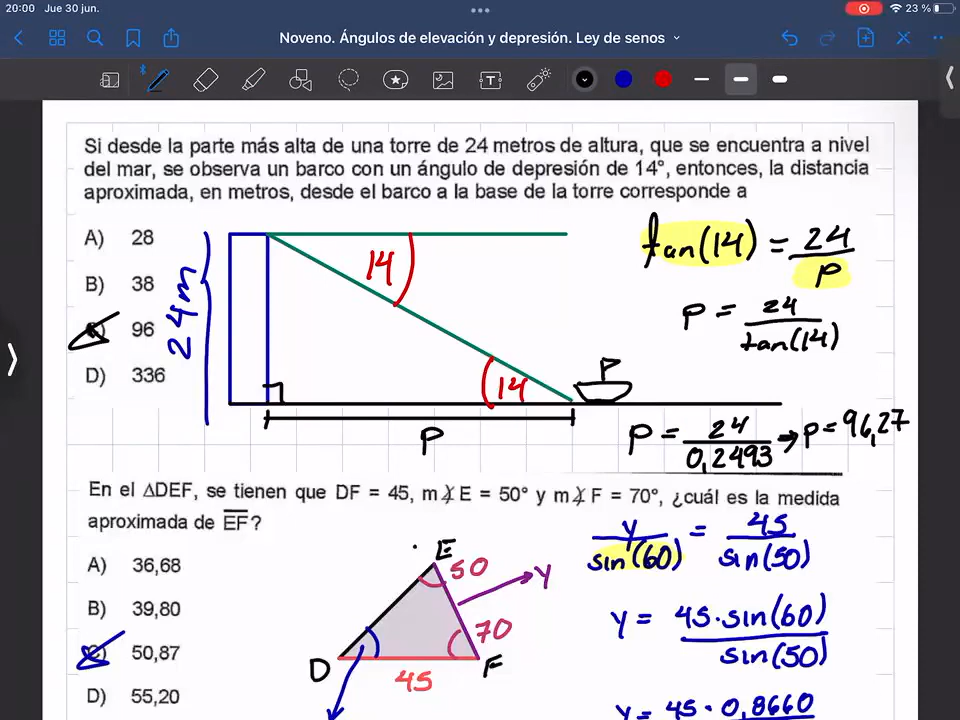 20:00 Jue 30 jun.
23 %
Noveno. Ángulos de elevación y depresión. Ley de senos
Si desde la parte más alta de una torre de 24 metros de altura, que se encuentra a nivel
del mar, se observa un barco con un ángulo de depresión de 14°, entonces, la distancia
aproximada, en metros, desde el barco a la base de la torre corresponde a
A) 28
B) 38
C) 96
D) 336
24m
14
14
P
tan(14) = 24/P
P = 24/tan(14)
P = 24/0,2493 → P = 96,27
En el ΔDEF, se tienen que DF = 45, m∡E = 50° y m∡F = 70°, ¿cuál es la medida
aproximada de EF?
A) 36,68
B) 39,80
C) 50,87
D) 55,20
E
50
y
70
D
45
F
y/sin(60) = 45/sin(50)
y = 45·sin(60)/sin(50)
y = 45·0,8660